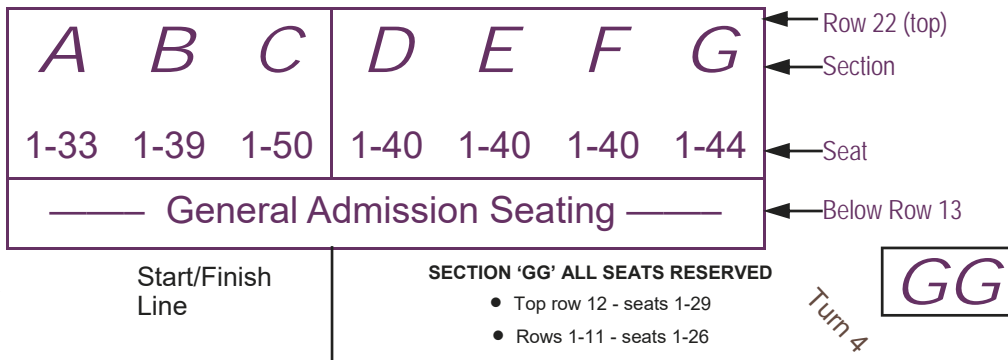 A B C D E F G
Row 22 (top)
Section
1-33 1-39 1-50 1-40 1-40 1-40 1-44
Seat
General Admission Seating
Below Row 13
Start/Finish
Line
SECTION ‘GG’ ALL SEATS RESERVED
• Top row 12 - seats 1-29
• Rows 1-11 - seats 1-26
Turn 4
GG